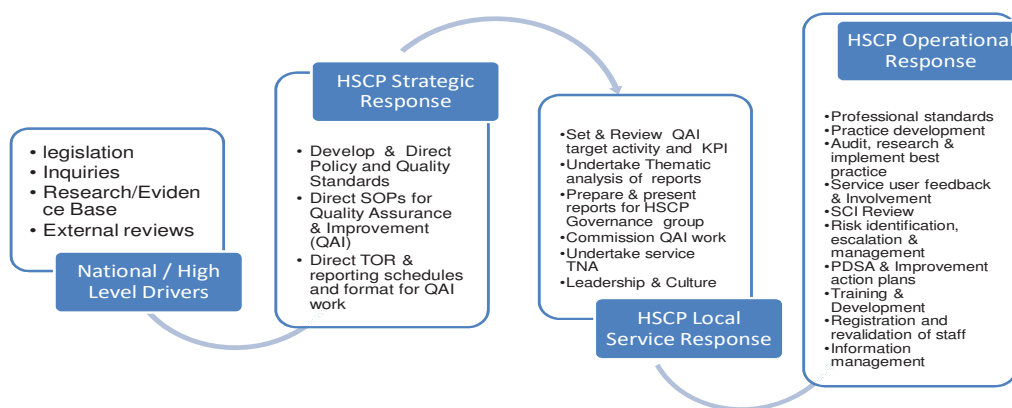 • legislation
• Inquiries
• Research/Eviden
ce Base
• External reviews
National / High
Level Drivers
HSCP Strategic
Response
• Develop & Direct
Policy and Quality
Standards
• Direct SOPs for
Quality Assurance
& Improvement
(QAI)
• Direct TOR &
reporting schedules
and format for QAI
work
•Set & Review QAI
target activity and KPI
•Undertake Thematic
analysis of reports
•Prepare & present
reports for HSCP
Governance group
•Commission QAI work
•Undertake service
TNA
•Leadership & Culture
HSCP Local
Service Response
HSCP Operational
Response
•Professional standards
•Practice development
•Audit, research &
implement best
practice
•Service user feedback
& Involvement
•SCI Review
•Risk identification,
escalation &
management
•PDSA & Improvement
action plans
•Training &
Development
•Registration and
revalidation of staff
•Information
management